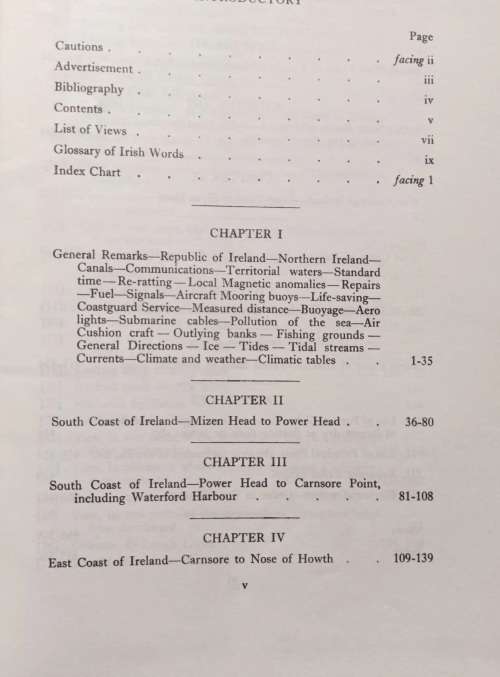 Page
Cautions . . . . . . . . facing ii
Advertisement . . . . . . . iii
Bibliography . . . . . . . iv
Contents . . . . . . . . v
List of Views . . . . . . . vii
Glossary of Irish Words . . . . . . ix
Index Chart . . . . . . . facing 1
CHAPTER I
General Remarks—Republic of Ireland—Northern Ireland—
Canals—Communications—Territorial waters—Standard
time—Re-ratting—Local Magnetic anomalies—Repairs
—Fuel—Signals—Aircraft Mooring buoys—Life-saving—
Coastguard Service—Measured distance—Buoyage—Aero
lights—Submarine cables—Pollution of the sea—Air
Cushion craft — Outlying banks — Fishing grounds —
General Directions — Ice — Tides — Tidal streams —
Currents—Climate and weather—Climatic tables . . 1-35
CHAPTER II
South Coast of Ireland—Mizen Head to Power Head . . 36-80
CHAPTER III
South Coast of Ireland—Power Head to Carnsore Point,
including Waterford Harbour . . . . . 81-108
CHAPTER IV
East Coast of Ireland—Carnsore to Nose of Howth . . 109-139
v